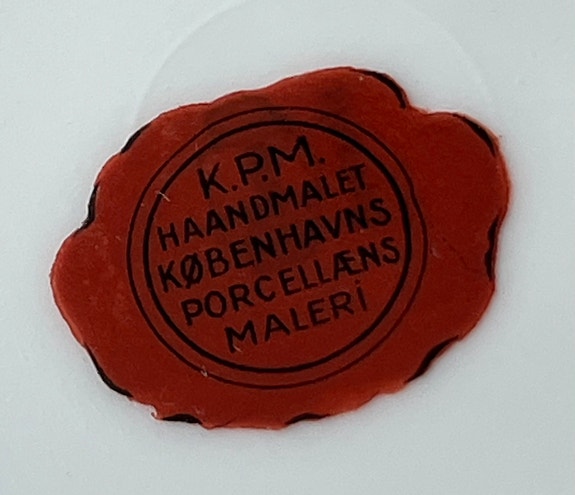 K.P.M.
HAANDMALET
KØBENHAVNS
PORCELLÆNS
MALERi